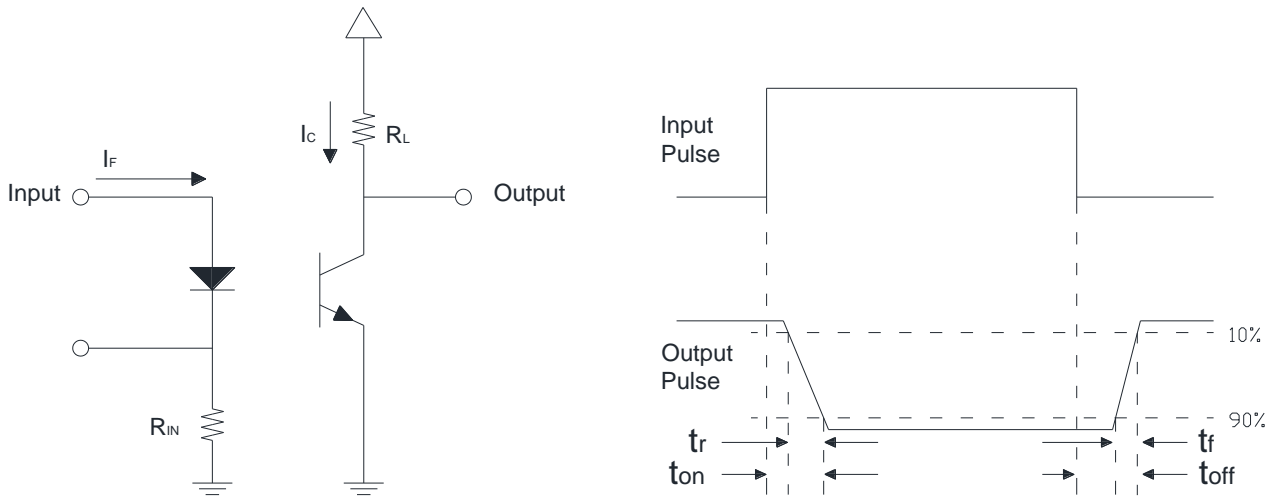 IF
Input
IC
RL
Output
RIN
Input
Pulse
Output
Pulse
10%
90%
tr
tf
ton
toff